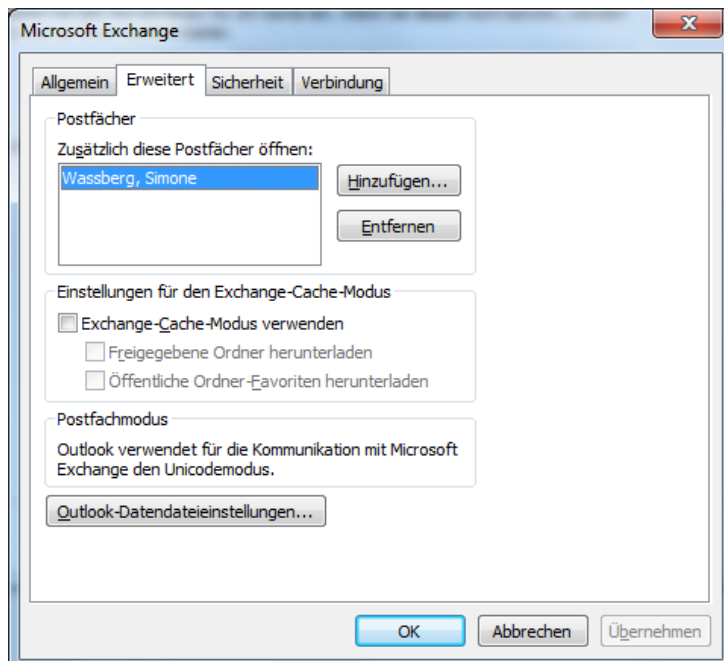 Microsoft Exchange
Allgemein Erweitert Sicherheit Verbindung
Postfächer
Zusätzlich diese Postfächer öffnen:
Wassberg, Simone
Hinzufügen...
Entfernen
Einstellungen für den Exchange-Cache-Modus
Exchange-Cache-Modus verwenden
Freigegebene Ordner herunterladen
Öffentliche Ordner-Favoriten herunterladen
Postfachmodus
Outlook verwendet für die Kommunikation mit Microsoft
Exchange den Unicodemodus.
Outlook-Datendateieinstellungen...
OK Abbrechen Übernehmen